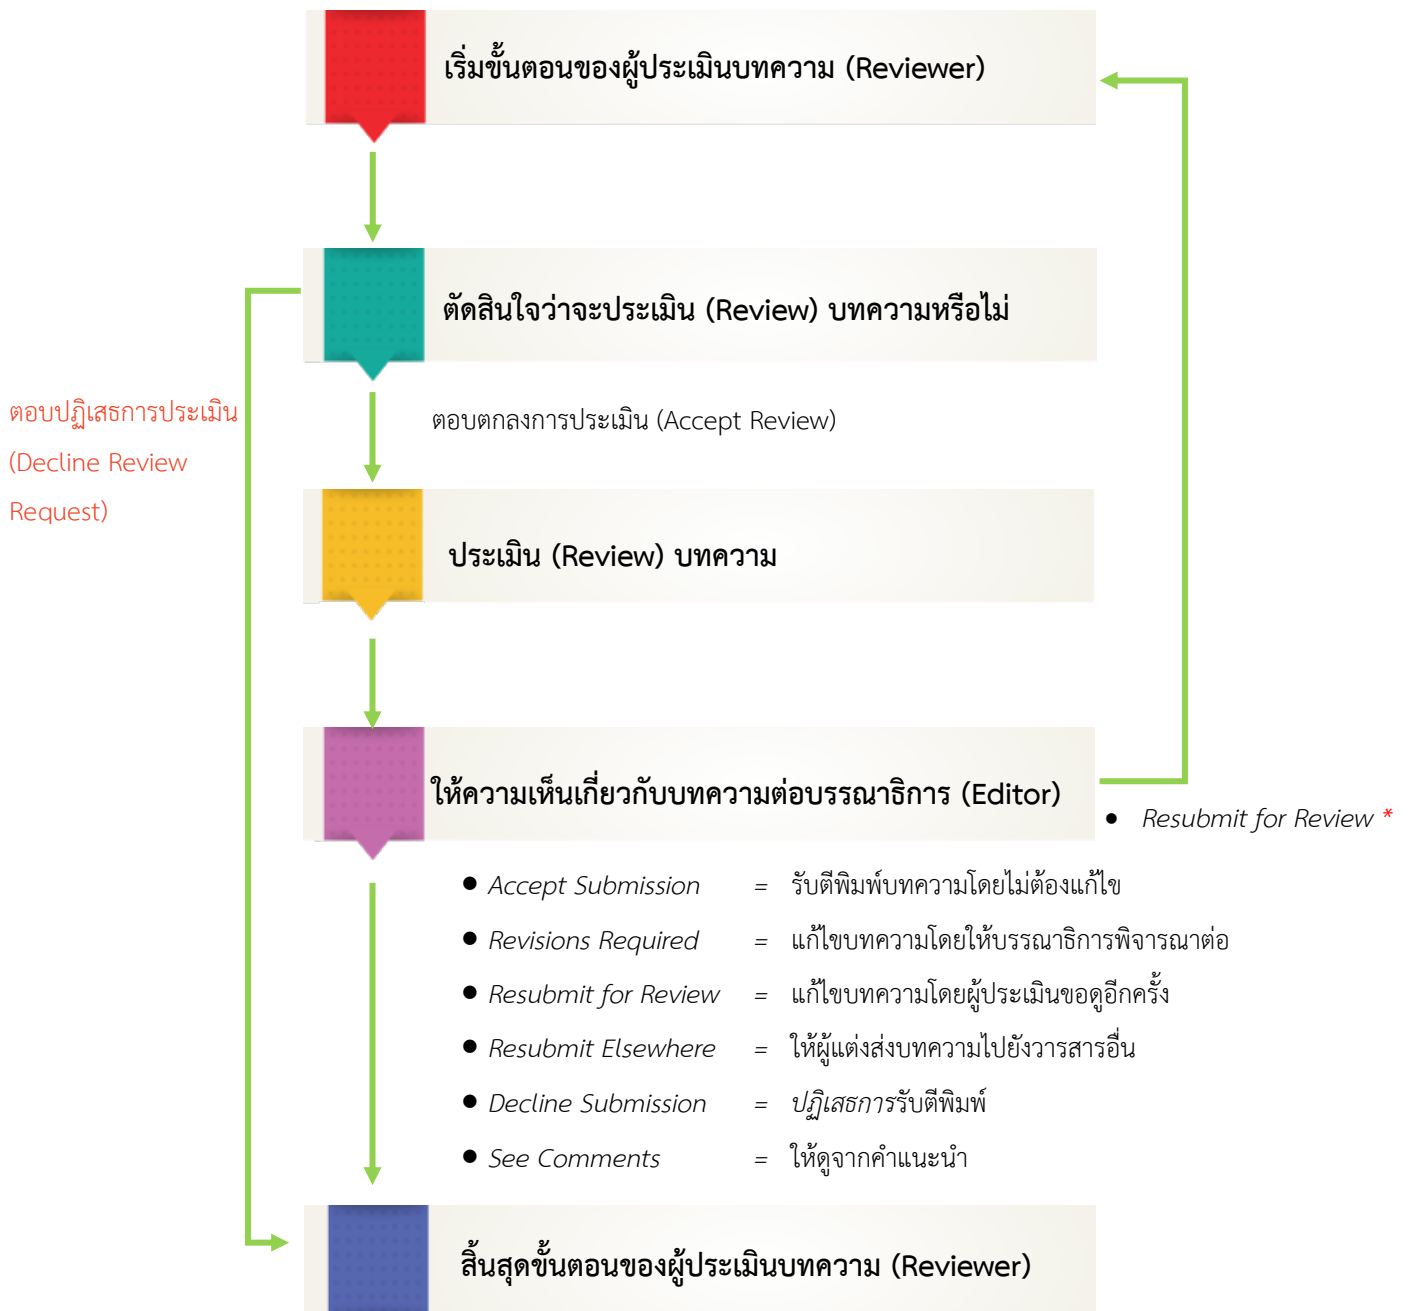 เริ่มขั้นตอนของผู้ประเมินบทความ (Reviewer)
ตัดสินใจว่าจะประเมิน (Review) บทความหรือไม่
ตอบปฏิเสธการประเมิน
(Decline Review
Request)
ตอบตกลงการประเมิน (Accept Review)
ประเมิน (Review) บทความ
ให้ความเห็นเกี่ยวกับบทความต่อบรรณาธิการ (Editor)
• Resubmit for Review *
• Accept Submission = รับตีพิมพ์บทความโดยไม่ต้องแก้ไข
• Revisions Required = แก้ไขบทความโดยให้บรรณาธิการพิจารณาต่อ
• Resubmit for Review = แก้ไขบทความโดยผู้ประเมินขอดูอีกครั้ง
• Resubmit Elsewhere = ให้ผู้แต่งส่งบทความไปยังวารสารอื่น
• Decline Submission = ปฏิเสธการรับตีพิมพ์
• See Comments = ให้ดูจากคำแนะนำ
สิ้นสุดขั้นตอนของผู้ประเมินบทความ (Reviewer)